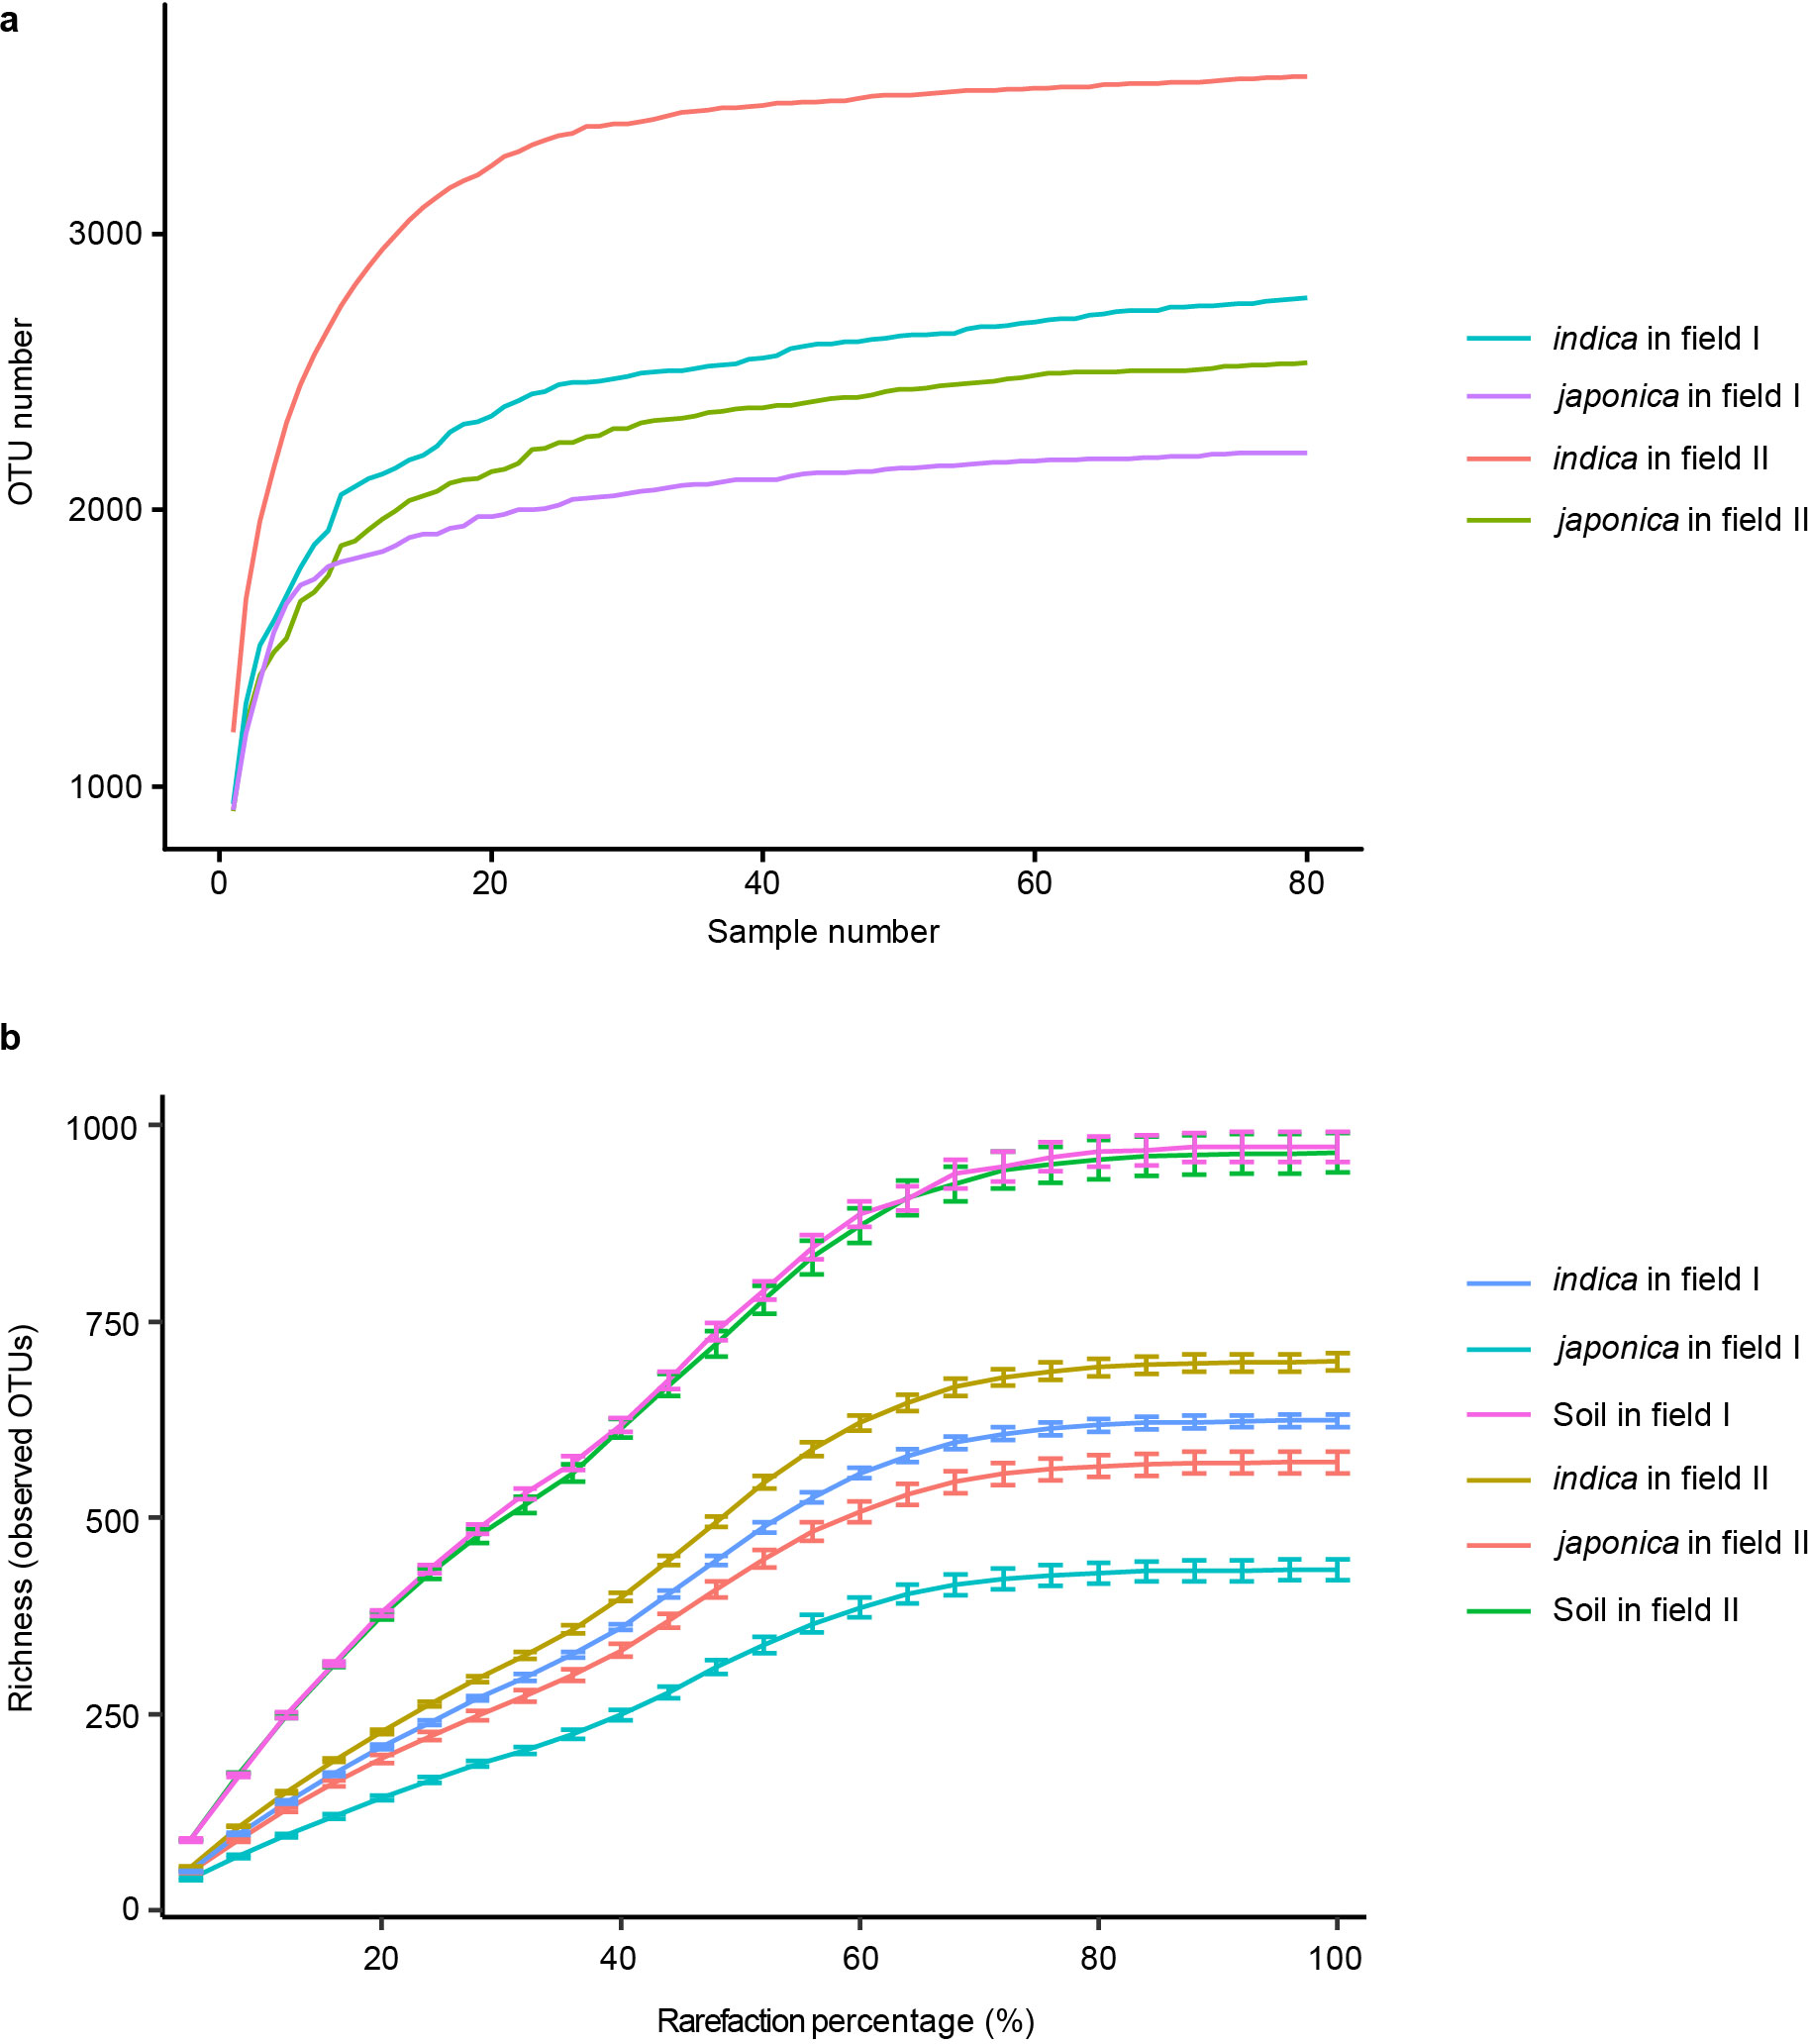 a
OTU number
3000
2000
1000
0 20 40 60 80
Sample number
indica in field I
japonica in field I
indica in field II
japonica in field II
b
Richness (observed OTUs)
1000
750
500
250
0
20 40 60 80 100
Rarefaction percentage (%)
indica in field I
japonica in field I
Soil in field I
indica in field II
japonica in field II
Soil in field II